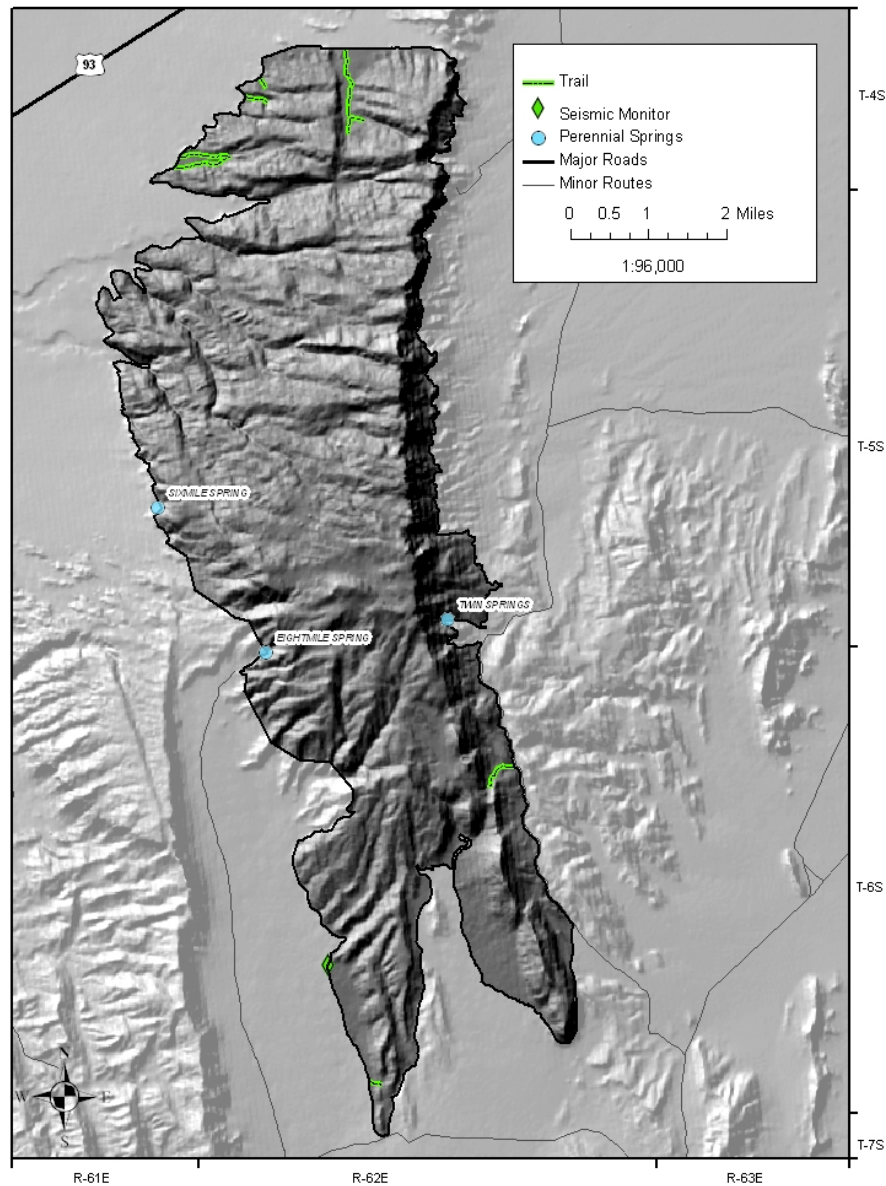 93
Trail
Seismic Monitor
Perennial Springs
Major Roads
Minor Routes
0 0.5 1 2 Miles
1:96,000
T-4S
T-5S
SIXMILE SPRING
TWIN SPRINGS
EIGHTMILE SPRING
T-6S
N
W E
S
T-7S
R-61E R-62E R-63E